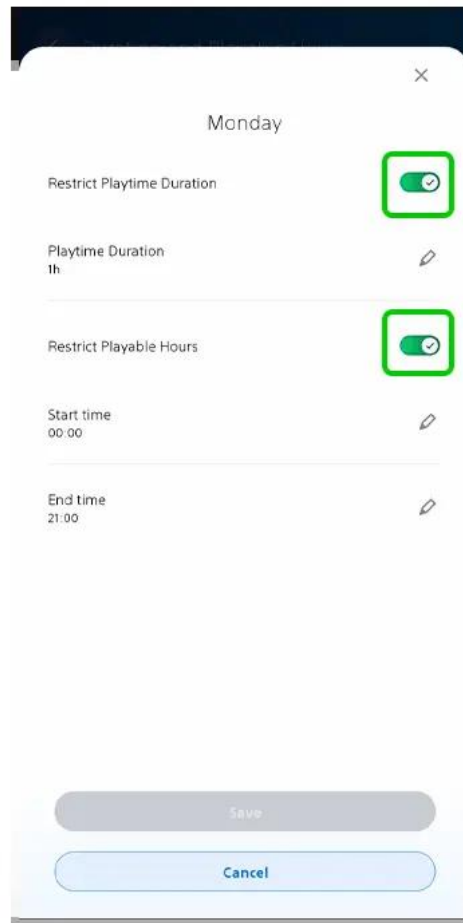 Monday
Restrict Playtime Duration
Playtime Duration
1h
Restrict Playable Hours
Start time
00:00
End time
21:00
Save
Cancel